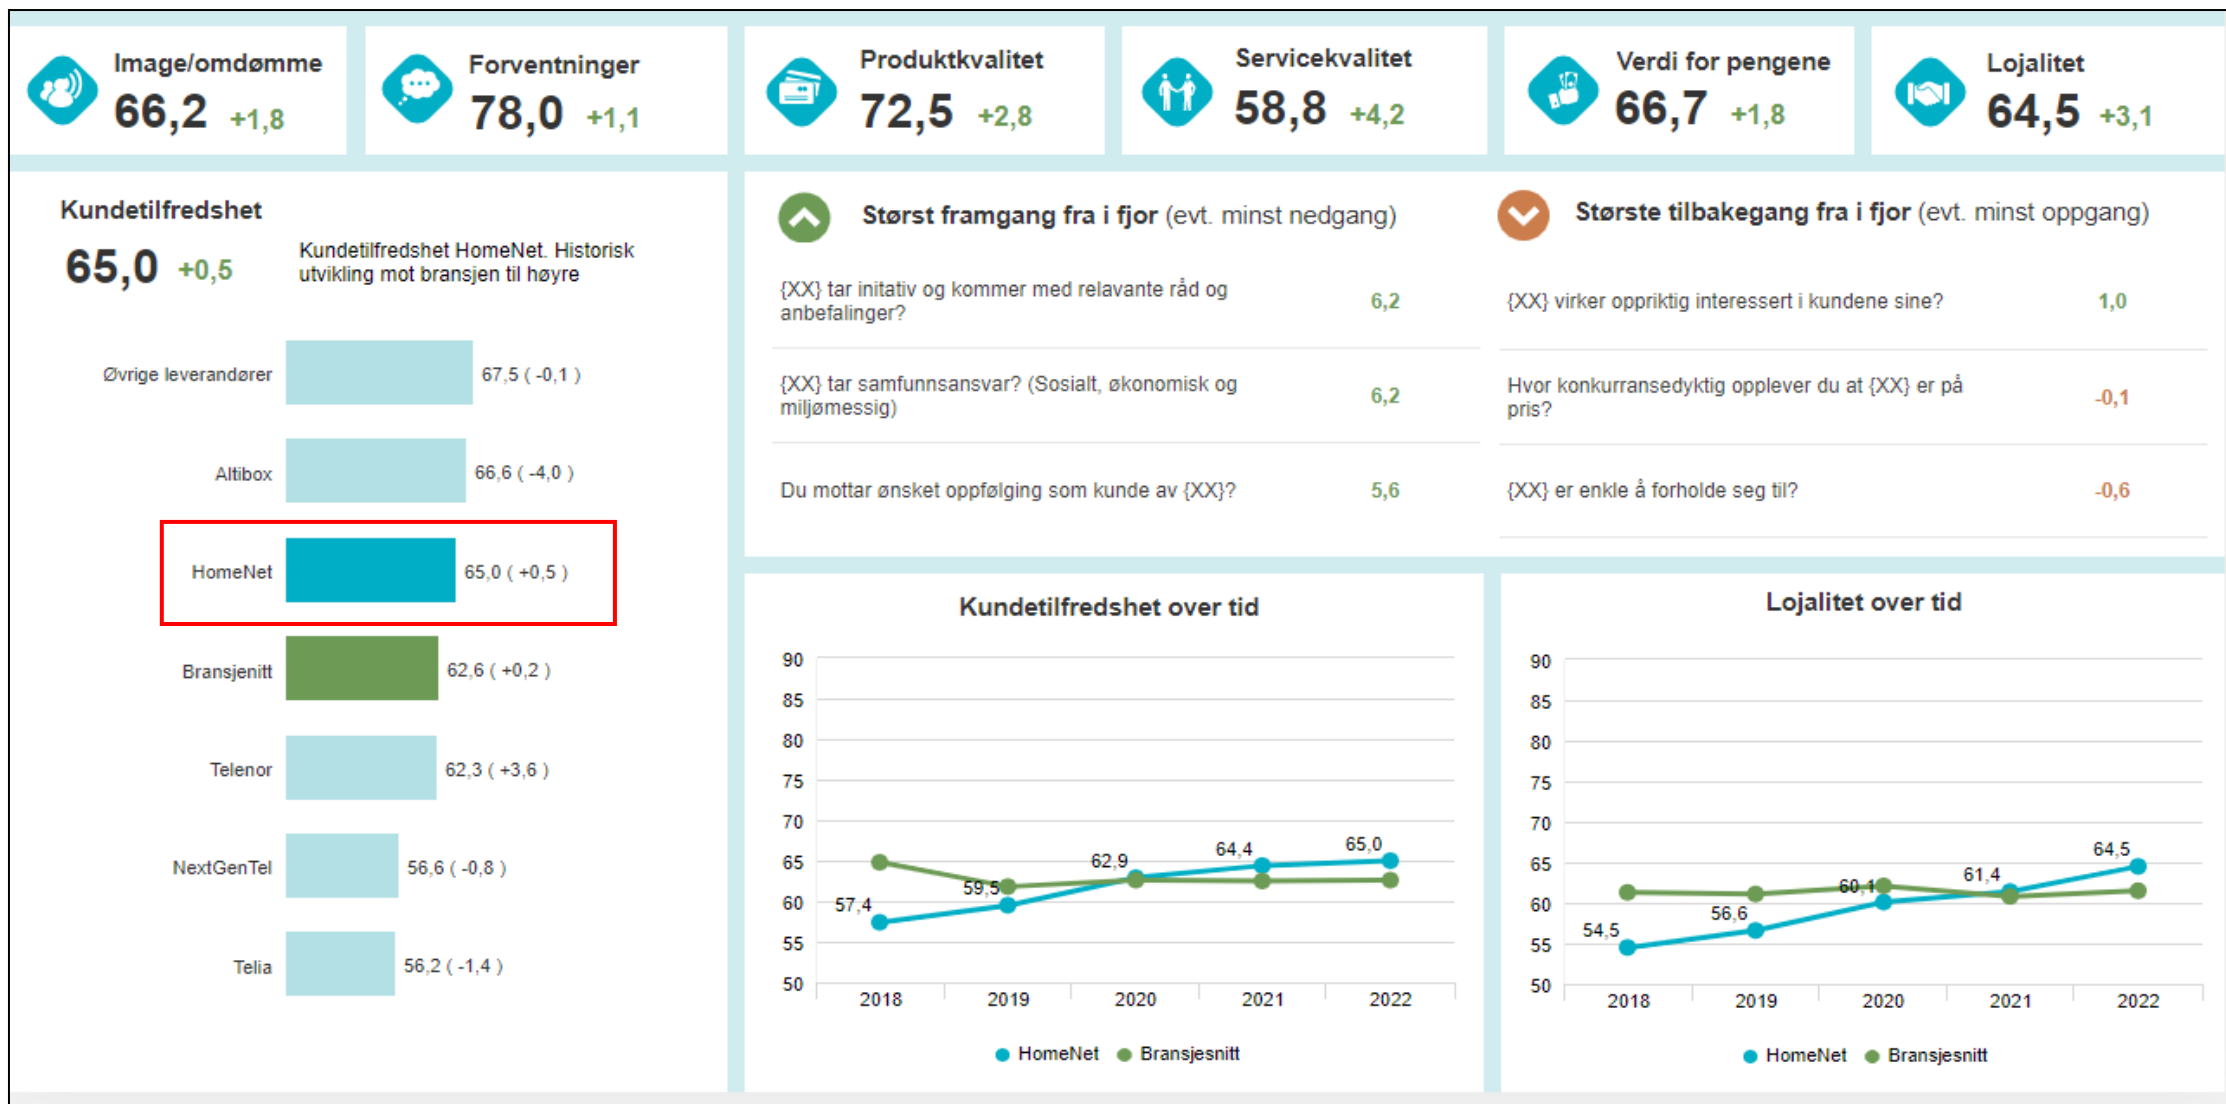 Image/omdømme
66,2 +1,8
Forventninger
78,0 +1,1
Produktkvalitet
72,5 +2,8
Servicekvalitet
58,8 +4,2
Verdi for pengene
66,7 +1,8
Lojalitet
64,5 +3,1
Kundetilfredshet
65,0 +0,5
Kundetilfredshet HomeNet. Historisk
utvikling mot bransjen til høyre
Øvrige leverandører 67,5 ( -0,1 )
Altibox 66,6 ( -4,0 )
HomeNet 65,0 ( +0,5 )
Bransjenitt 62,6 ( +0,2 )
Telenor 62,3 ( +3,6 )
NextGenTel 56,6 ( -0,8 )
Telia 56,2 ( -1,4 )
Størst framgang fra i fjor (evt. minst nedgang)
{XX} tar initativ og kommer med relavante råd og
anbefalinger?
6,2
{XX} tar samfunnsansvar? (Sosialt, økonomisk og
miljømessig)
6,2
Du mottar ønsket oppfølging som kunde av {XX}? 5,6
Største tilbakegang fra i fjor (evt. minst oppgang)
{XX} virker oppriktig interessert i kundene sine? 1,0
Hvor konkurransedyktig opplever du at {XX} er på
pris?
-0,1
{XX} er enkle å forholde seg til? -0,6
Kundetilfredshet over tid
90
85
80
75
70
65
60
55
50
57,4
59,5
62,9
64,4
65,0
2018 2019 2020 2021 2022
HomeNet Bransjesnitt
Lojalitet over tid
90
85
80
75
70
65
60
55
50
54,5
56,6
60,1
61,4
64,5
2018 2019 2020 2021 2022
HomeNet Bransjesnitt